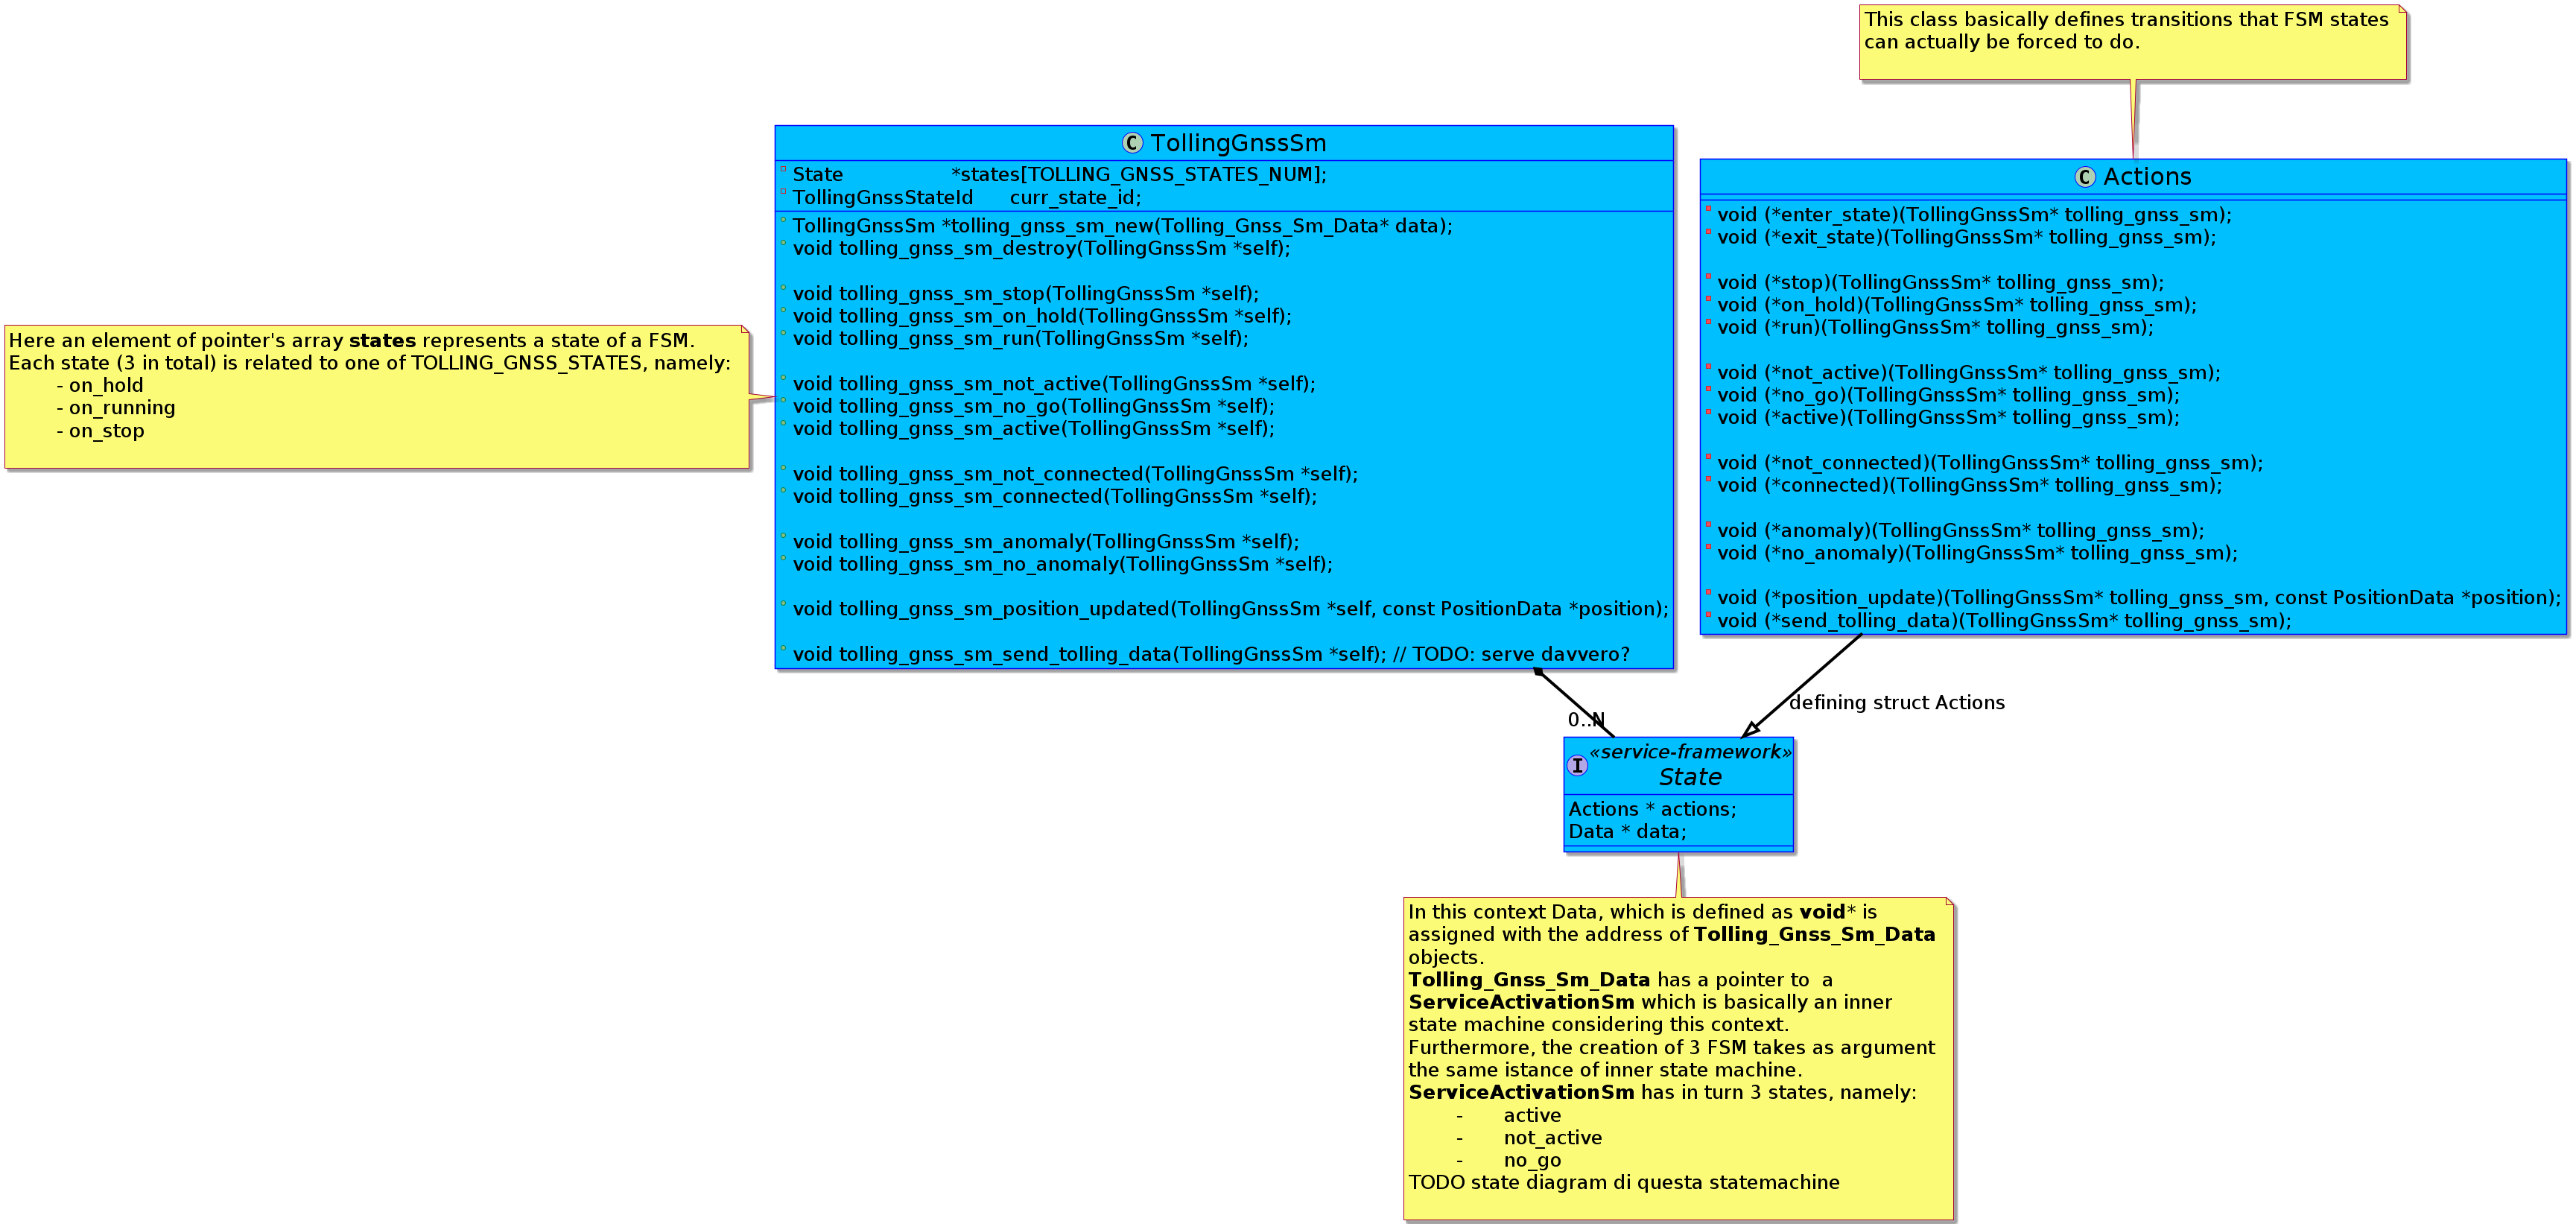 This class basically defines transitions that FSM states
can actually be forced to do.
C TollingGnssSm
State *states[TOLLING_GNSS_STATES_NUM];
TollingGnssStateId curr_state_id;
TollingGnssSm *tolling_gnss_sm_new(Tolling_Gnss_Sm_Data* data);
void tolling_gnss_sm_destroy(TollingGnssSm *self);
void tolling_gnss_sm_stop(TollingGnssSm *self);
void tolling_gnss_sm_on_hold(TollingGnssSm *self);
void tolling_gnss_sm_run(TollingGnssSm *self);
void tolling_gnss_sm_not_active(TollingGnssSm *self);
void tolling_gnss_sm_no_go(TollingGnssSm *self);
void tolling_gnss_sm_active(TollingGnssSm *self);
void tolling_gnss_sm_not_connected(TollingGnssSm *self);
void tolling_gnss_sm_connected(TollingGnssSm *self);
void tolling_gnss_sm_anomaly(TollingGnssSm *self);
void tolling_gnss_sm_no_anomaly(TollingGnssSm *self);
void tolling_gnss_sm_position_updated(TollingGnssSm *self, const PositionData *position);
void tolling_gnss_sm_send_tolling_data(TollingGnssSm *self); // TODO: serve davvero?
C Actions
void (*enter_state)(TollingGnssSm* tolling_gnss_sm);
void (*exit_state)(TollingGnssSm* tolling_gnss_sm);
void (*stop)(TollingGnssSm* tolling_gnss_sm);
void (*on_hold)(TollingGnssSm* tolling_gnss_sm);
void (*run)(TollingGnssSm* tolling_gnss_sm);
void (*not_active)(TollingGnssSm* tolling_gnss_sm);
void (*no_go)(TollingGnssSm* tolling_gnss_sm);
void (*active)(TollingGnssSm* tolling_gnss_sm);
void (*not_connected)(TollingGnssSm* tolling_gnss_sm);
void (*connected)(TollingGnssSm* tolling_gnss_sm);
void (*anomaly)(TollingGnssSm* tolling_gnss_sm);
void (*no_anomaly)(TollingGnssSm* tolling_gnss_sm);
void (*position_update)(TollingGnssSm* tolling_gnss_sm, const PositionData *position);
void (*send_tolling_data)(TollingGnssSm* tolling_gnss_sm);
Here an element of pointer's array states represents a state of a FSM.
Each state (3 in total) is related to one of TOLLING_GNSS_STATES, namely:
- on_hold
- on_running
- on_stop
0..N
defining struct Actions
«service-framework»
I State
Actions * actions;
Data * data;
In this context Data, which is defined as void* is
assigned with the address of Tolling_Gnss_Sm_Data
objects.
Tolling_Gnss_Sm_Data has a pointer to  a
ServiceActivationSm which is basically an inner
state machine considering this context.
Furthermore, the creation of 3 FSM takes as argument
the same istance of inner state machine.
ServiceActivationSm has in turn 3 states, namely:
- active
- not_active
- no_go
TODO state diagram di questa statemachine